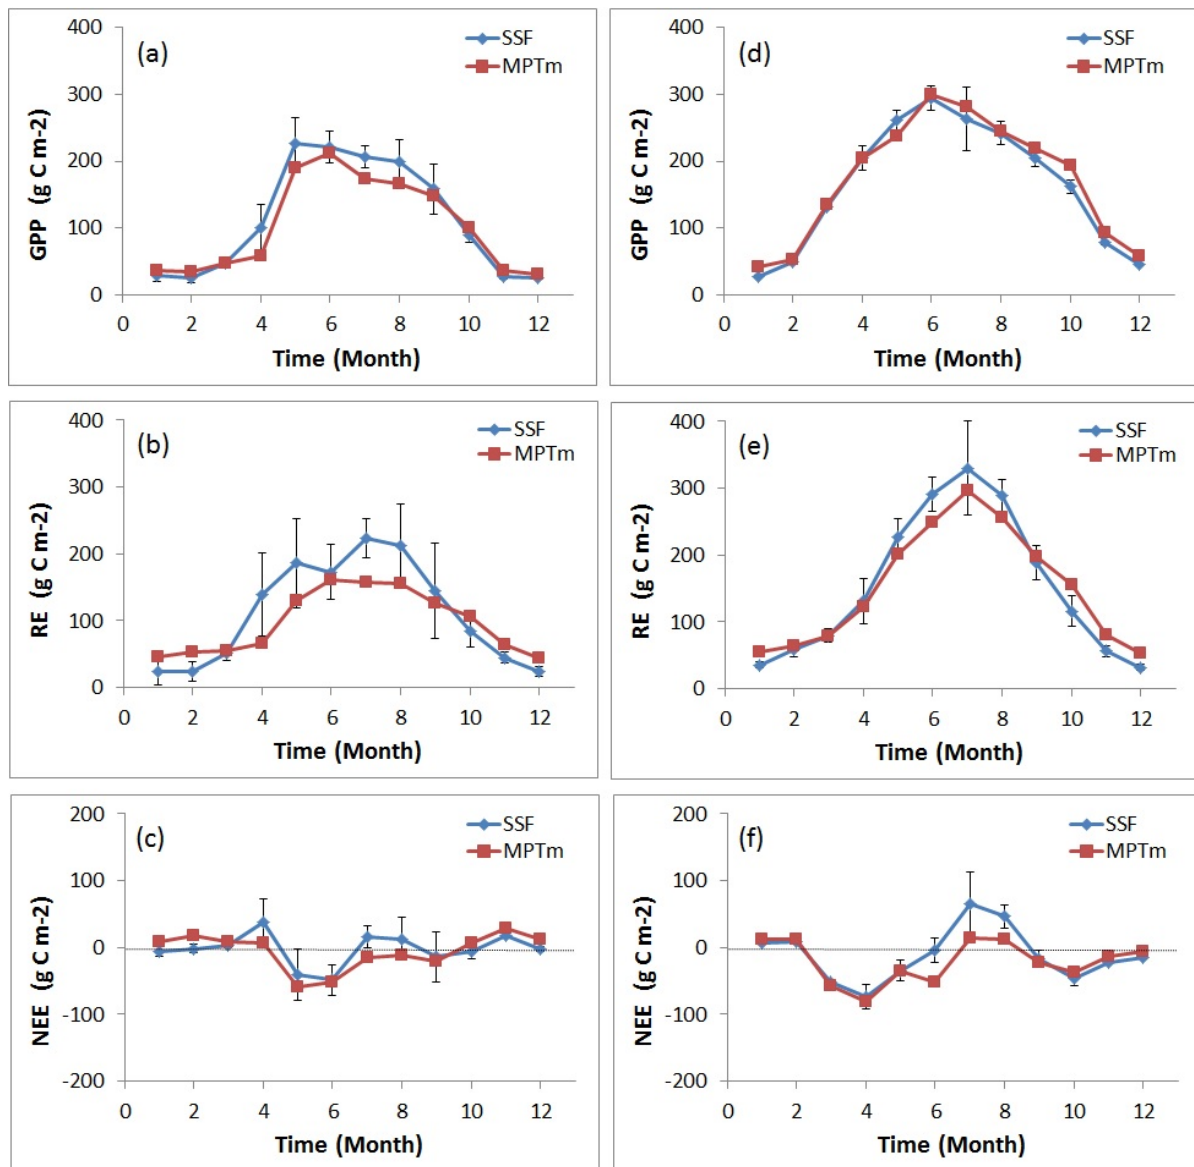 (a)
SSF
MPTm
400
300
200
100
0
GPP (g C m-2)
0 2 4 6 8 10 12
Time (Month)
(d)
SSF
MPTm
400
300
200
100
0
GPP (g C m-2)
0 2 4 6 8 10 12
Time (Month)
(b)
SSF
MPTm
400
300
200
100
0
RE (g C m-2)
0 2 4 6 8 10 12
Time (Month)
(e)
SSF
MPTm
400
300
200
100
0
RE (g C m-2)
0 2 4 6 8 10 12
Time (Month)
(c)
SSF
MPTm
200
100
0
-100
-200
NEE (g C m-2)
0 2 4 6 8 10 12
Time (Month)
(f)
SSF
MPTm
200
100
0
-100
-200
NEE (g C m-2)
0 2 4 6 8 10 12
Time (Month)